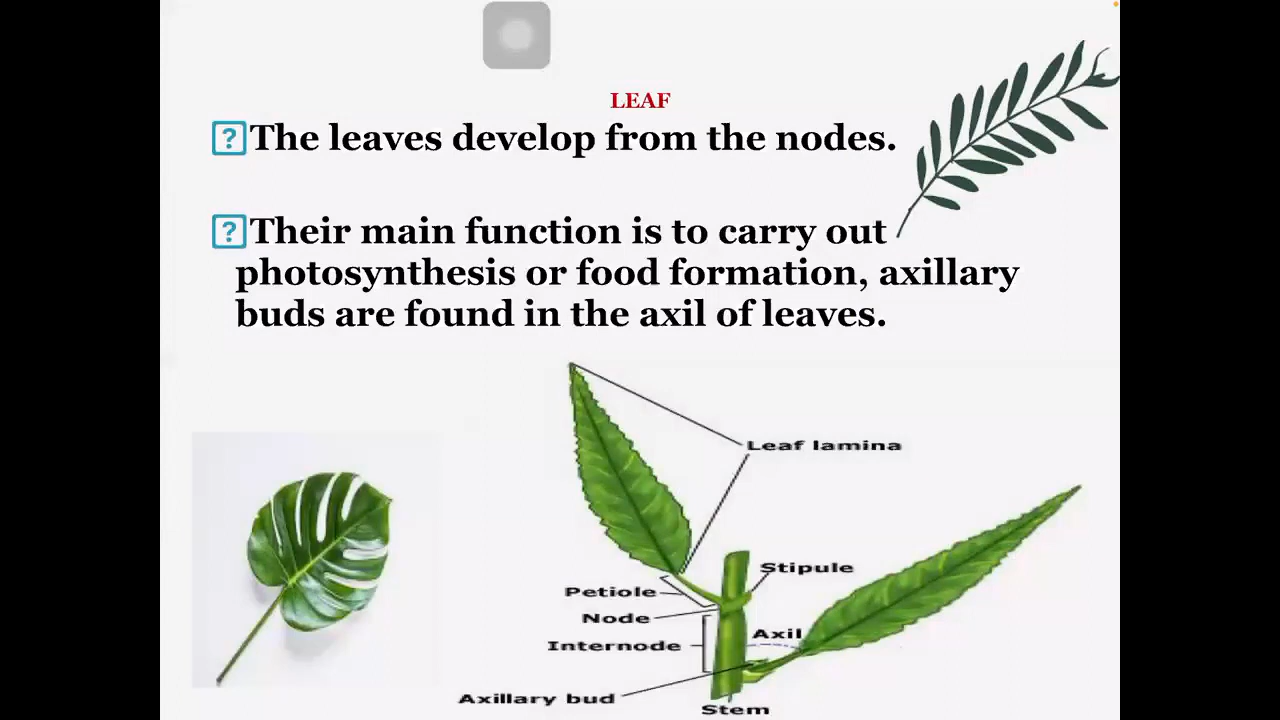 LEAF
The leaves develop from the nodes.
Their main function is to carry out
photosynthesis or food formation, axillary
buds are found in the axil of leaves.
Leaf lamina
Stipule
Petiole
Node
Axil
Internode
Axillary bud
Stem